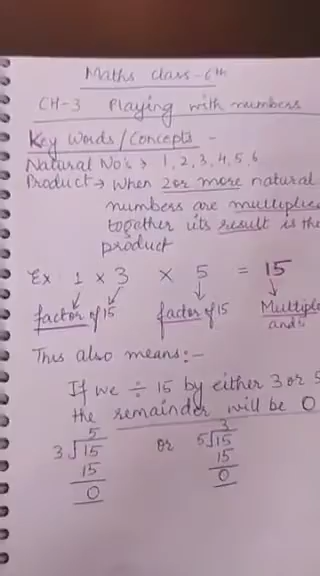 Maths Class-6th
CH-3 Playing with numbers
Key Words/Concepts -
Natural No's → 1, 2, 3, 4, 5, 6
Product → When 2 or more natural
numbers are multiplie
together its result is the
product
Ex 1 × 3 × 5 = 15
factor of 15 factor of 15 Multiple
and
This also means:-
If we ÷ 15 by either 3 or 5
the remainder will be 0
5 3
3√15 or 5√15
15 15
0 0